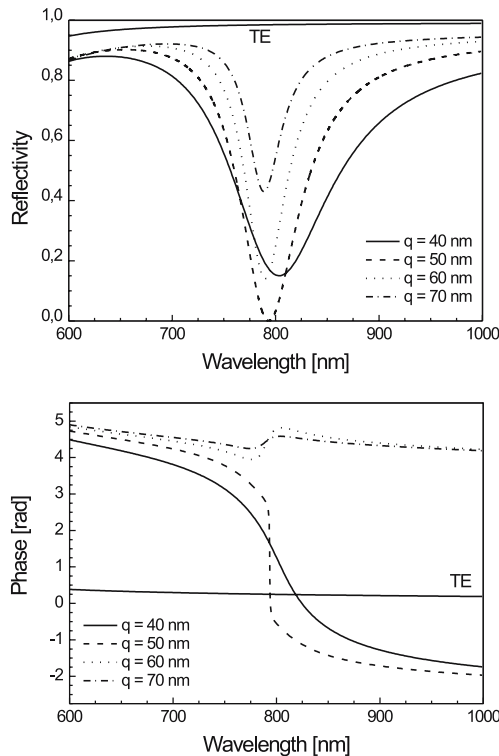 1,0
0,8
0,6
0,4
0,2
0,0
Reflectivity
TE
q = 40 nm
q = 50 nm
q = 60 nm
q = 70 nm
600 700 800 900 1000
Wavelength [nm]
5
4
3
2
1
0
-1
-2
Phase [rad]
TE
q = 40 nm
q = 50 nm
q = 60 nm
q = 70 nm
600 700 800 900 1000
Wavelength [nm]